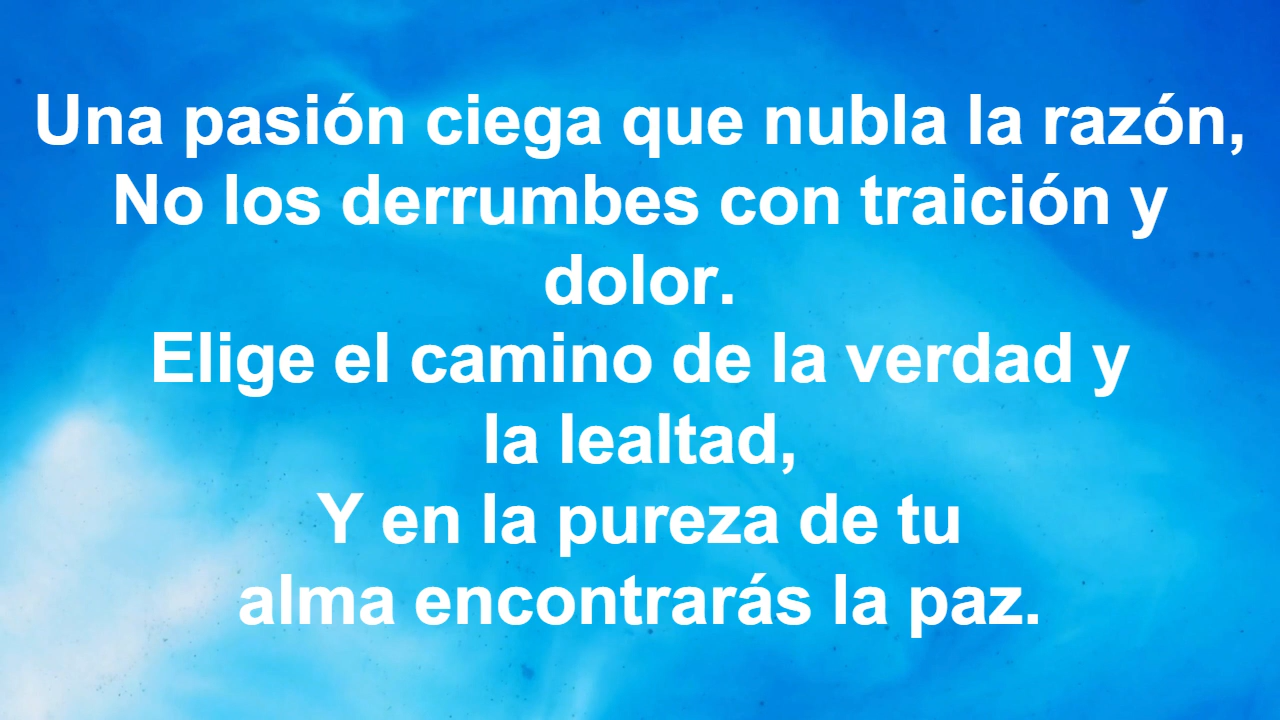 Una pasión ciega que nubla la razón,
No los derrumbes con traición y
dolor.
Elige el camino de la verdad y
la lealtad,
Y en la pureza de tu
alma encontrarás la paz.